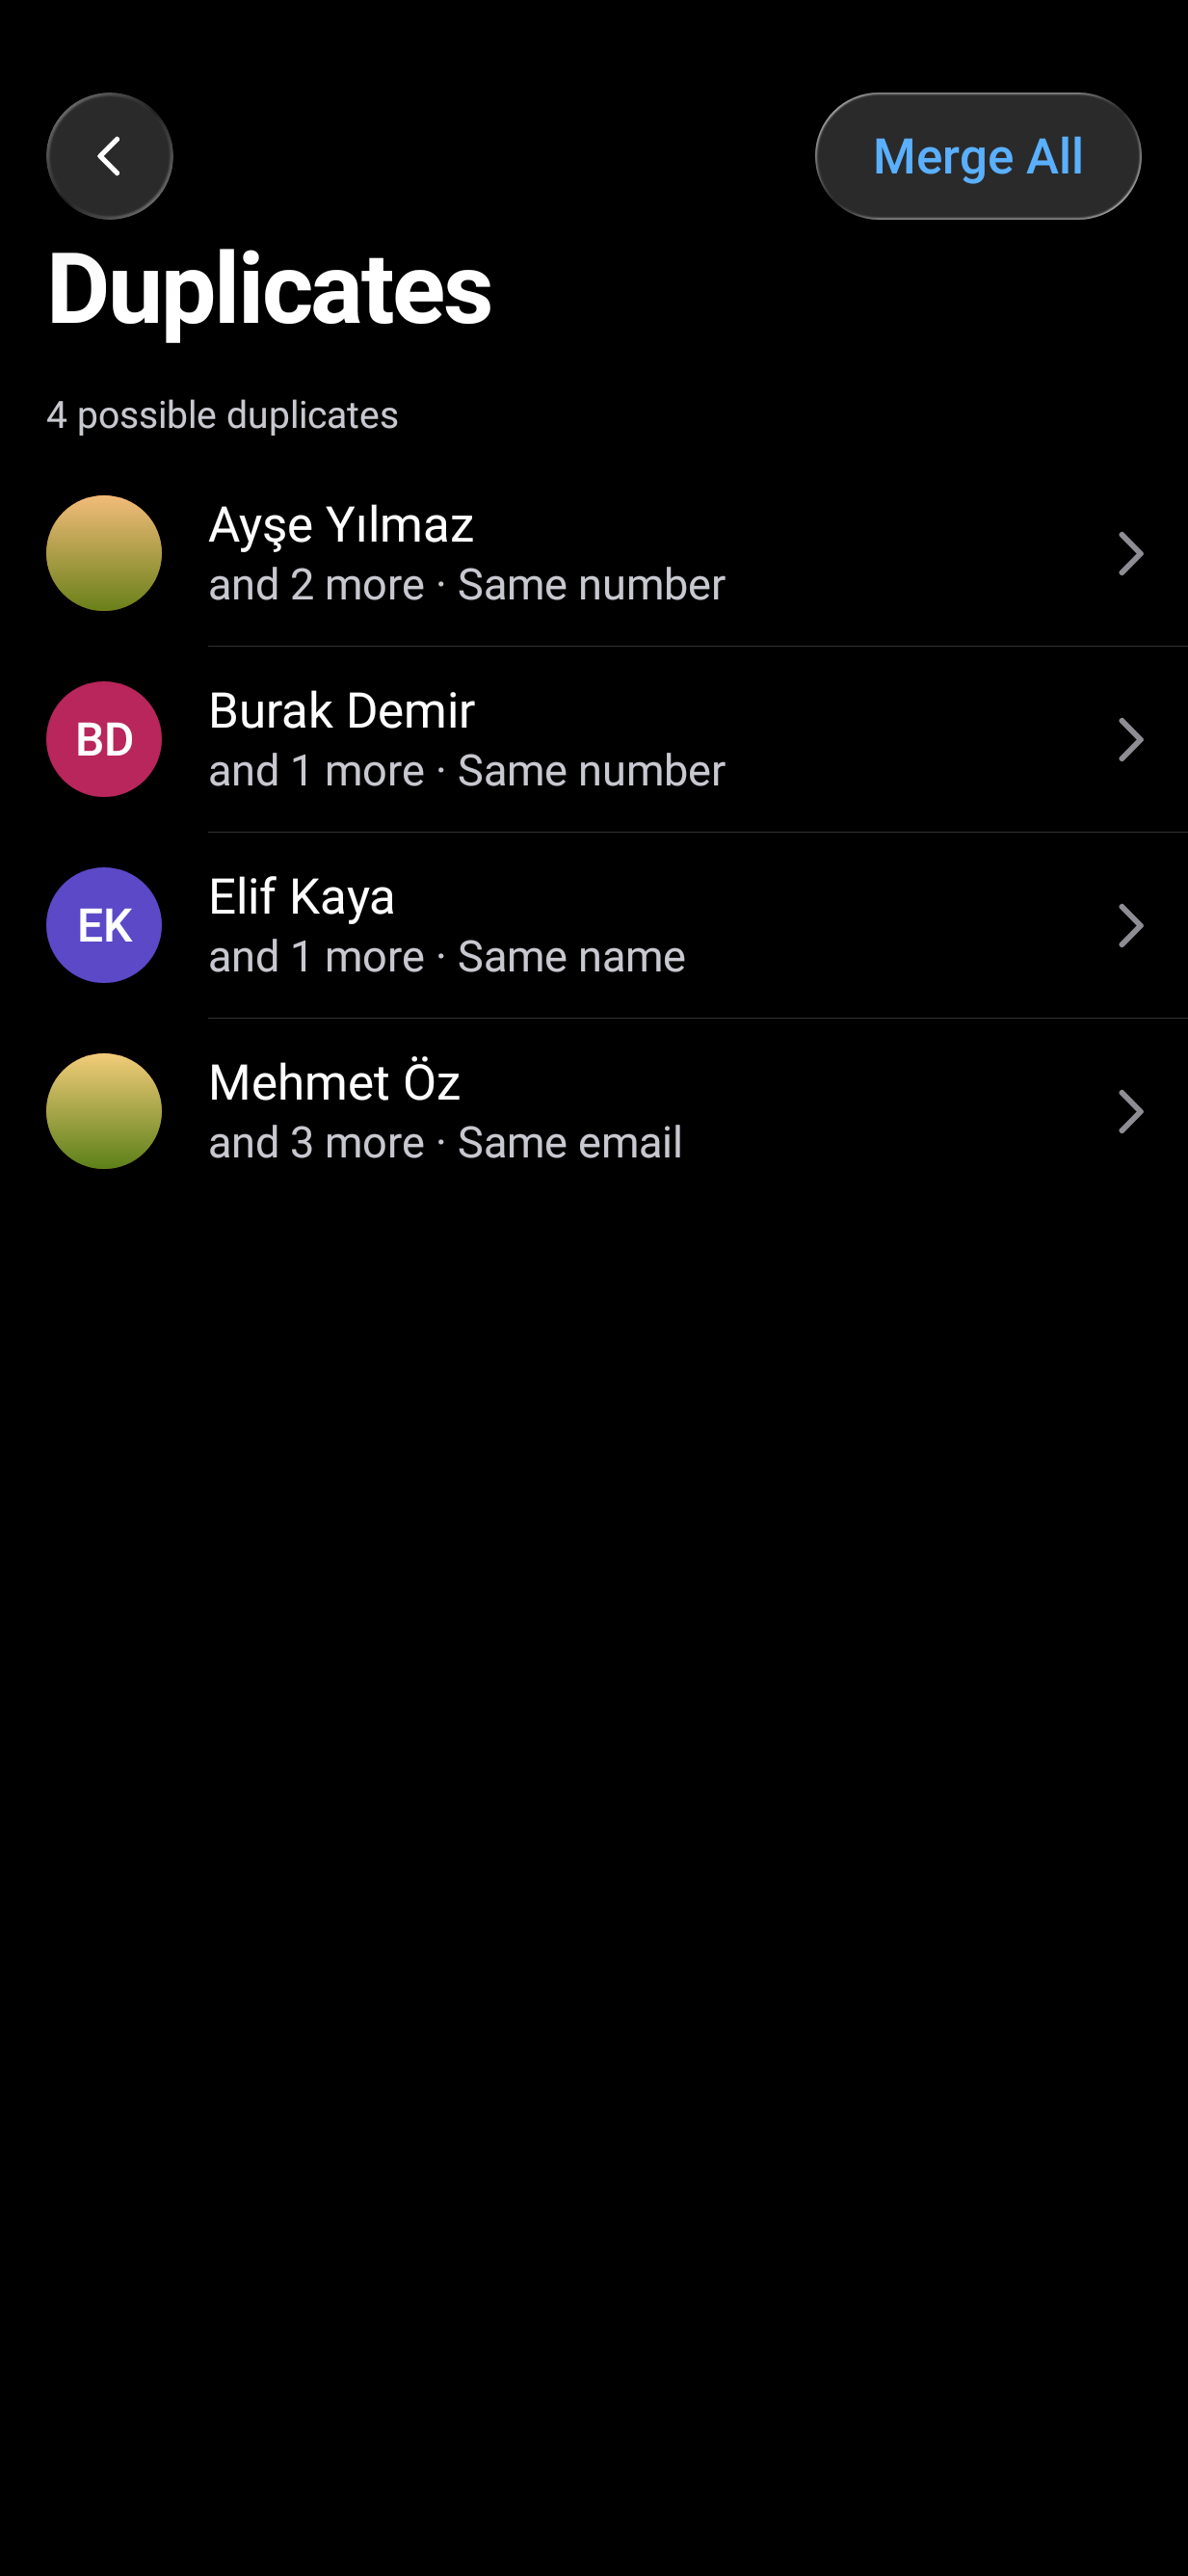 Merge All
Duplicates
4 possible duplicates
Ayşe Yılmaz
and 2 more · Same number
BD
Burak Demir
and 1 more · Same number
EK
Elif Kaya
and 1 more · Same name
Mehmet Öz
and 3 more · Same email